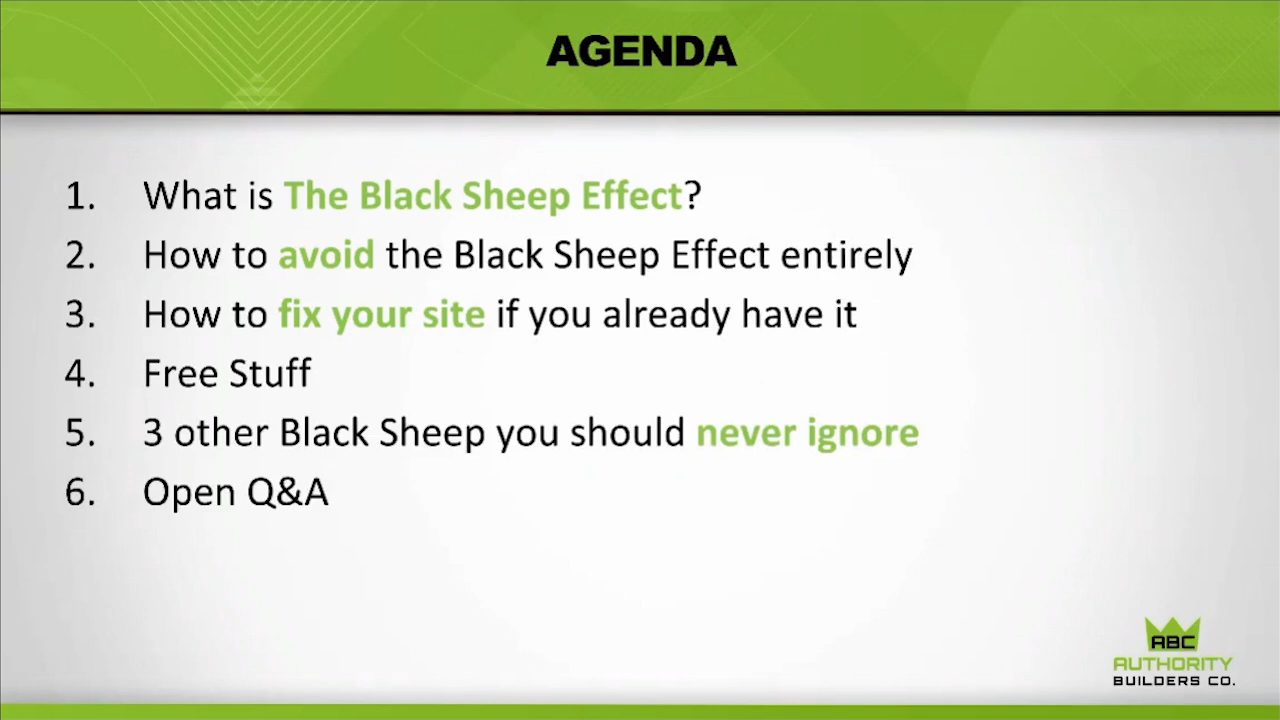 AGENDA
1. What is The Black Sheep Effect?
2. How to avoid the Black Sheep Effect entirely
3. How to fix your site if you already have it
4. Free Stuff
5. 3 other Black Sheep you should never ignore
6. Open Q&A
ABC
AUTHORITY
BUILDERS CO.